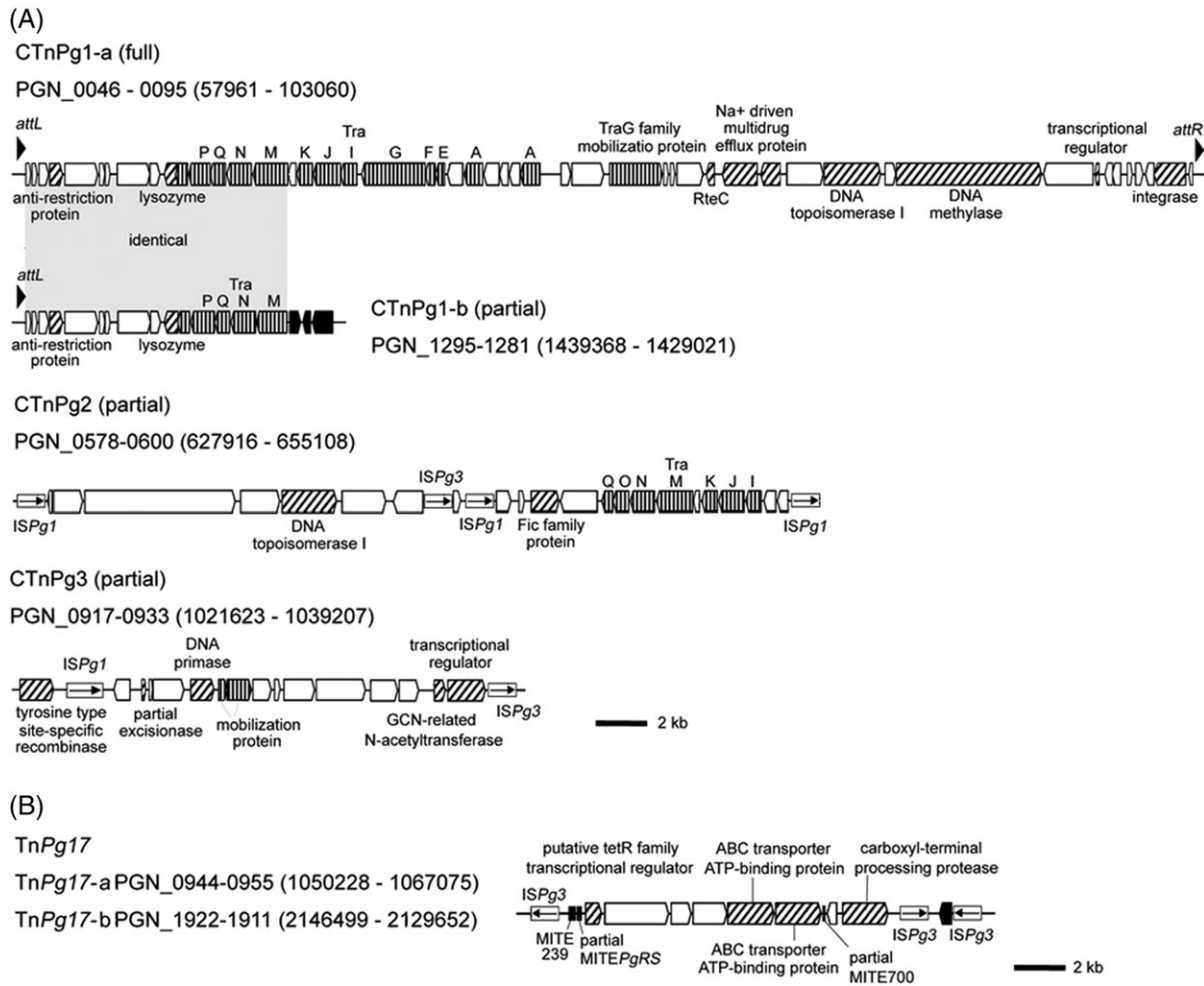 (A)
CTnPg1-a (full)
PGN_0046 - 0095 (57961 - 103060)
attL
P Q N M
Tra
K J I G F E A A
TraG family
mobilizatio protein
Na+ driven
multidrug
efflux protein
transcriptional
regulator
attR
anti-restriction
protein
lysozyme
RteC
DNA
topoisomerase I
DNA
methylase
integrase
identical
attL
Tra
P Q N M
anti-restriction
protein
lysozyme
CTnPg1-b (partial)
PGN_1295-1281 (1439368 - 1429021)
CTnPg2 (partial)
PGN_0578-0600 (627916 - 655108)
ISPg3
Tra
Q O N M K J I
ISPg1
DNA
topoisomerase I
ISPg1
Fic family
protein
ISPg1
CTnPg3 (partial)
PGN_0917-0933 (1021623 - 1039207)
ISPg1
DNA
primase
transcriptional
regulator
tyrosine type
site-specific
recombinase
partial
excisionase
mobilization
protein
GCN-related
N-acetyltransferase
ISPg3
2 kb
(B)
TnPg17
TnPg17-a PGN_0944-0955 (1050228 - 1067075)
TnPg17-b PGN_1922-1911 (2146499 - 2129652)
putative tetR family
transcriptional regulator
ABC transporter
ATP-binding protein
carboxyl-terminal
processing protease
ISPg3
MITE
239
partial
MITEPgRS
ABC transporter
ATP-binding protein
partial
MITE700
ISPg3
ISPg3
2 kb